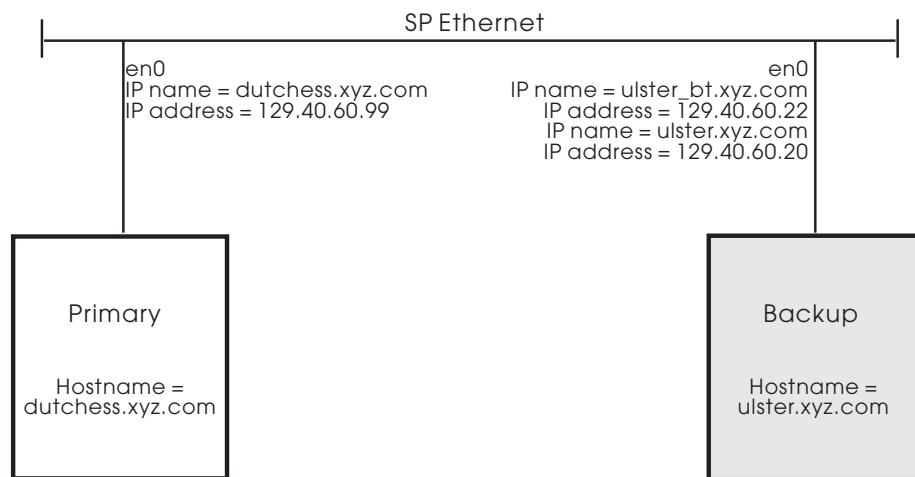 SP Ethernet
en0
IP name = dutchess.xyz.com
IP address = 129.40.60.99
en0
IP name = ulster_bt.xyz.com
IP address = 129.40.60.22
IP name = ulster.xyz.com
IP address = 129.40.60.20
Primary
Hostname =
dutchess.xyz.com
Backup
Hostname =
ulster.xyz.com